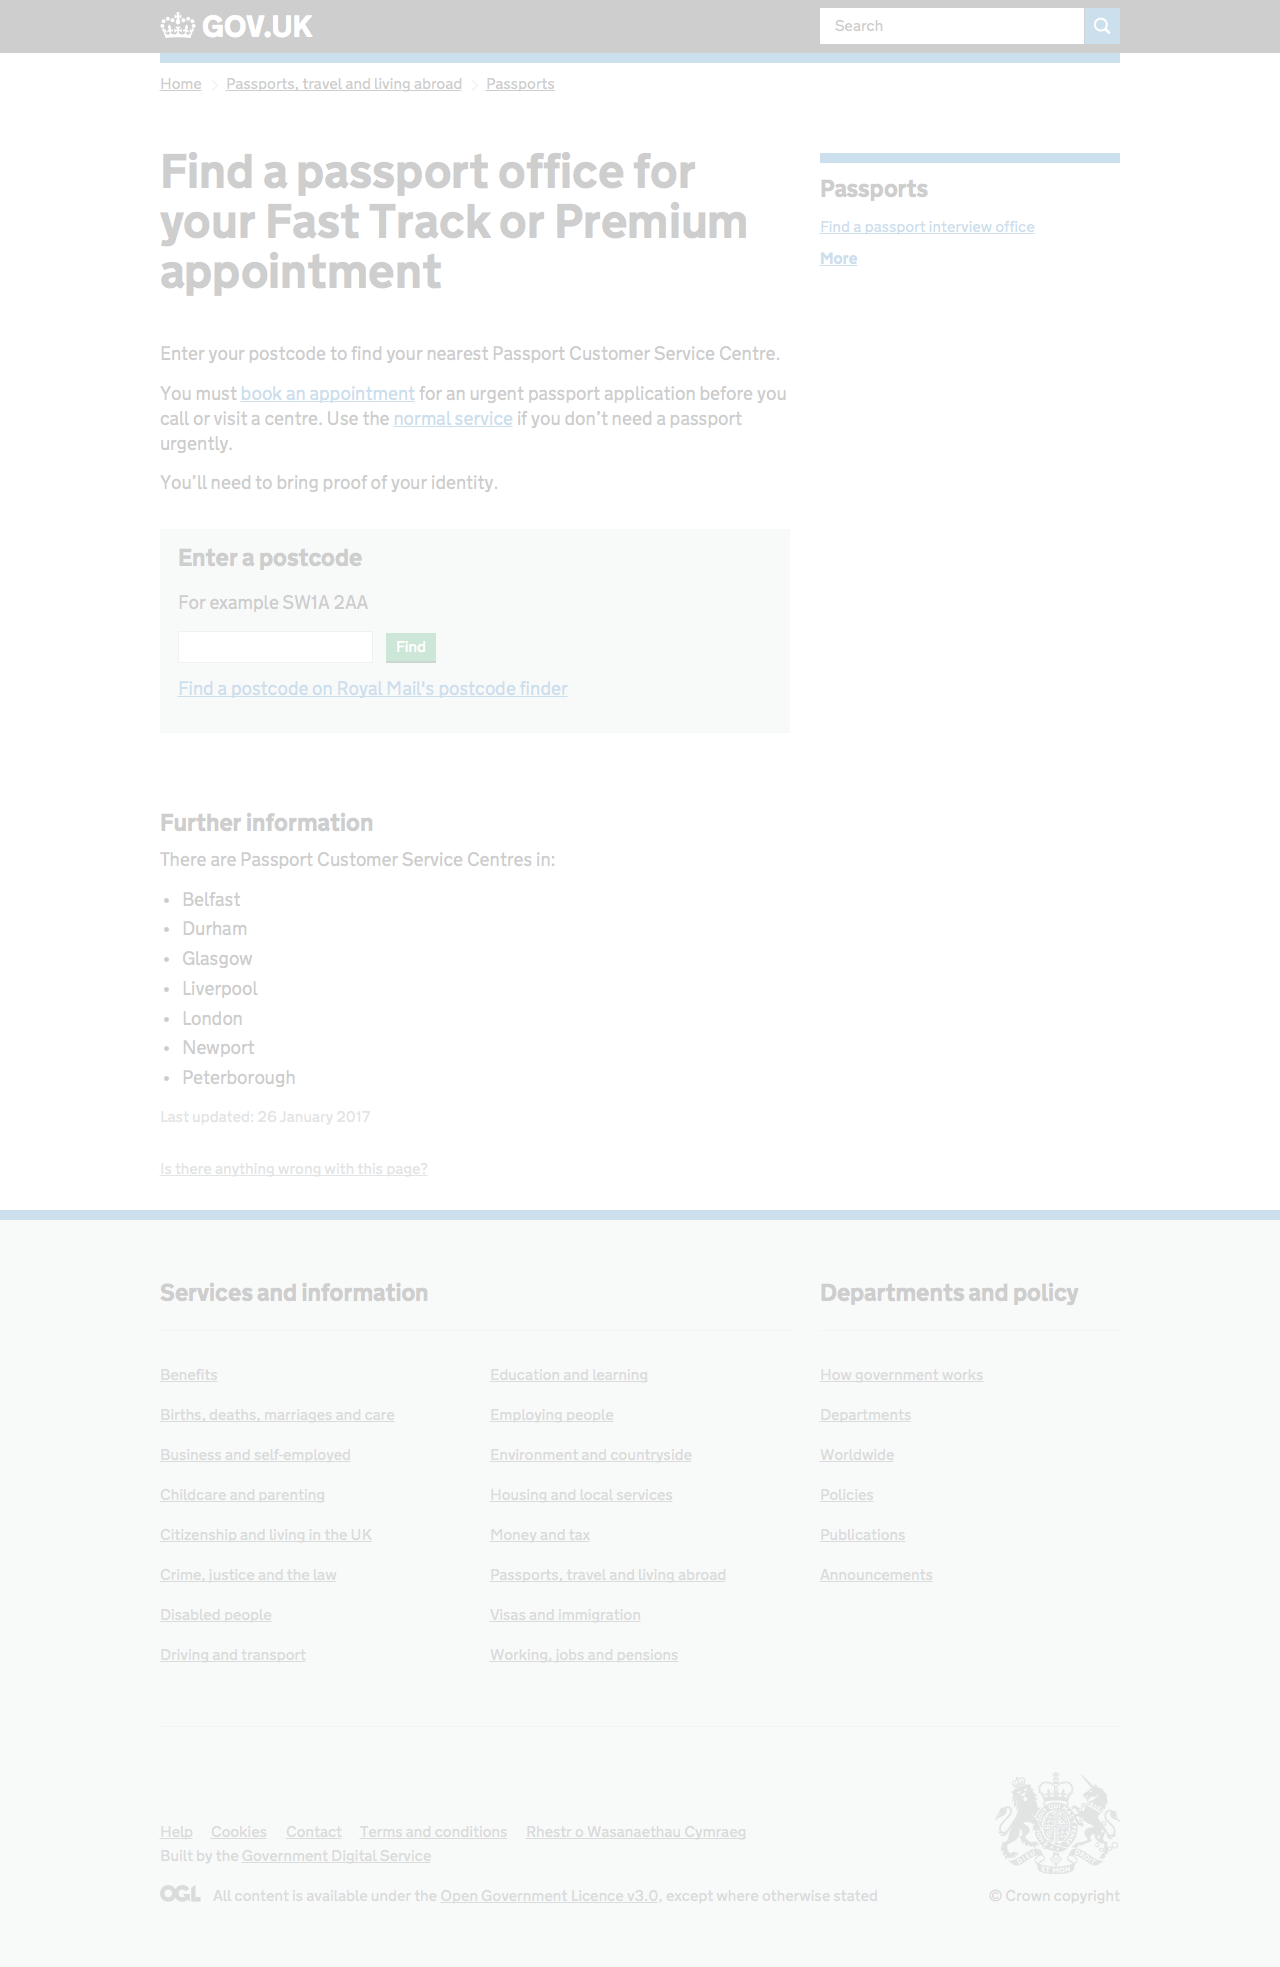 GOV.UK
Search
Home
Passports, travel and living abroad
Passports
Find a passport office for
your Fast Track or Premium
appointment
Passports
Find a passport interview office
More
Enter your postcode to find your nearest Passport Customer Service Centre.
You must book an appointment for an urgent passport application before you
call or visit a centre. Use the normal service if you don’t need a passport
urgently.
You’ll need to bring proof of your identity.
Enter a postcode
For example SW1A 2AA
Find
Find a postcode on Royal Mail's postcode finder
Further information
There are Passport Customer Service Centres in:
• Belfast
• Durham
• Glasgow
• Liverpool
• London
• Newport
• Peterborough
Last updated: 26 January 2017
Is there anything wrong with this page?
Services and information
Benefits
Births, deaths, marriages and care
Business and self-employed
Childcare and parenting
Citizenship and living in the UK
Crime, justice and the law
Disabled people
Driving and transport
Education and learning
Employing people
Environment and countryside
Housing and local services
Money and tax
Passports, travel and living abroad
Visas and immigration
Working, jobs and pensions
Departments and policy
How government works
Departments
Worldwide
Policies
Publications
Announcements
Help Cookies Contact Terms and conditions Rhestr o Wasanaethau Cymraeg
Built by the Government Digital Service
OGL All content is available under the Open Government Licence v3.0, except where otherwise stated
© Crown copyright